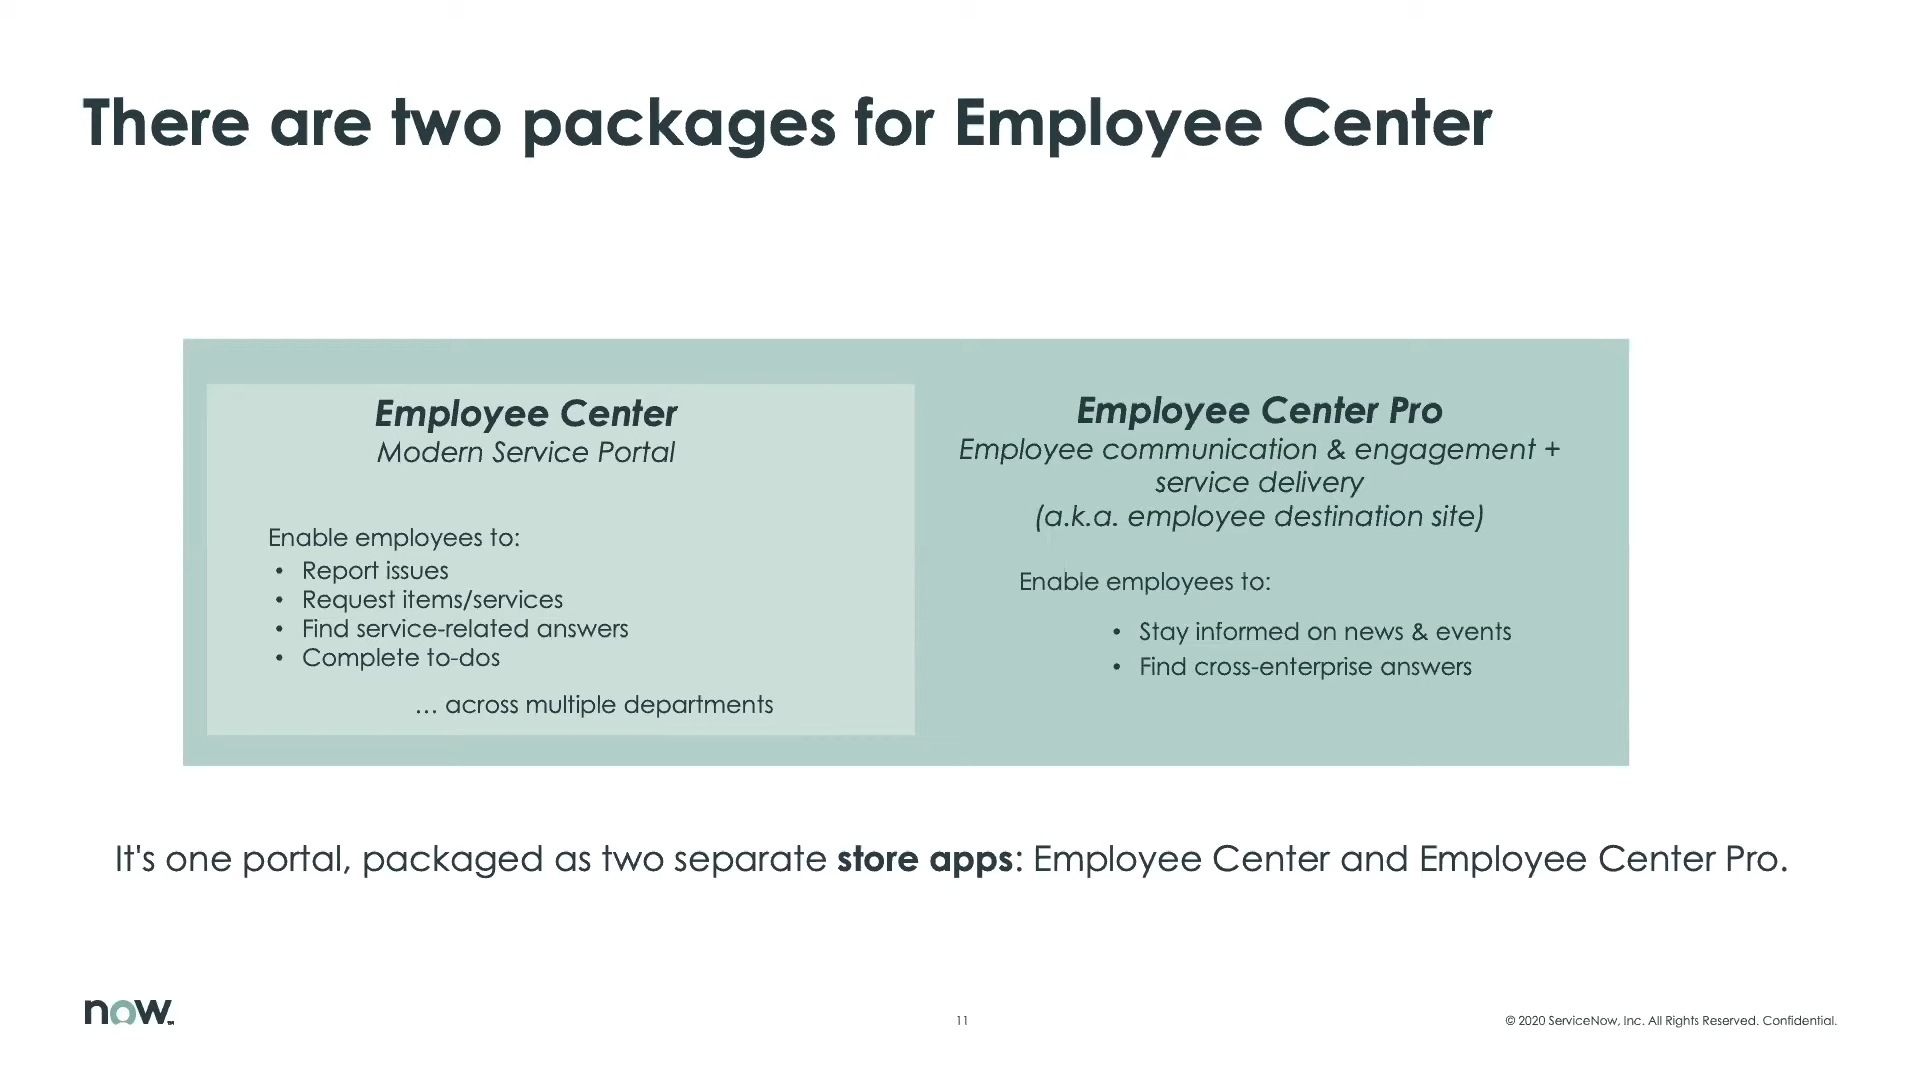 There are two packages for Employee Center
Employee Center
Modern Service Portal
Enable employees to:
• Report issues
• Request items/services
• Find service-related answers
• Complete to-dos
… across multiple departments
Employee Center Pro
Employee communication & engagement +
service delivery
(a.k.a. employee destination site)
Enable employees to:
• Stay informed on news & events
• Find cross-enterprise answers
It's one portal, packaged as two separate store apps: Employee Center and Employee Center Pro.
now™
11
© 2020 ServiceNow, Inc. All Rights Reserved. Confidential.